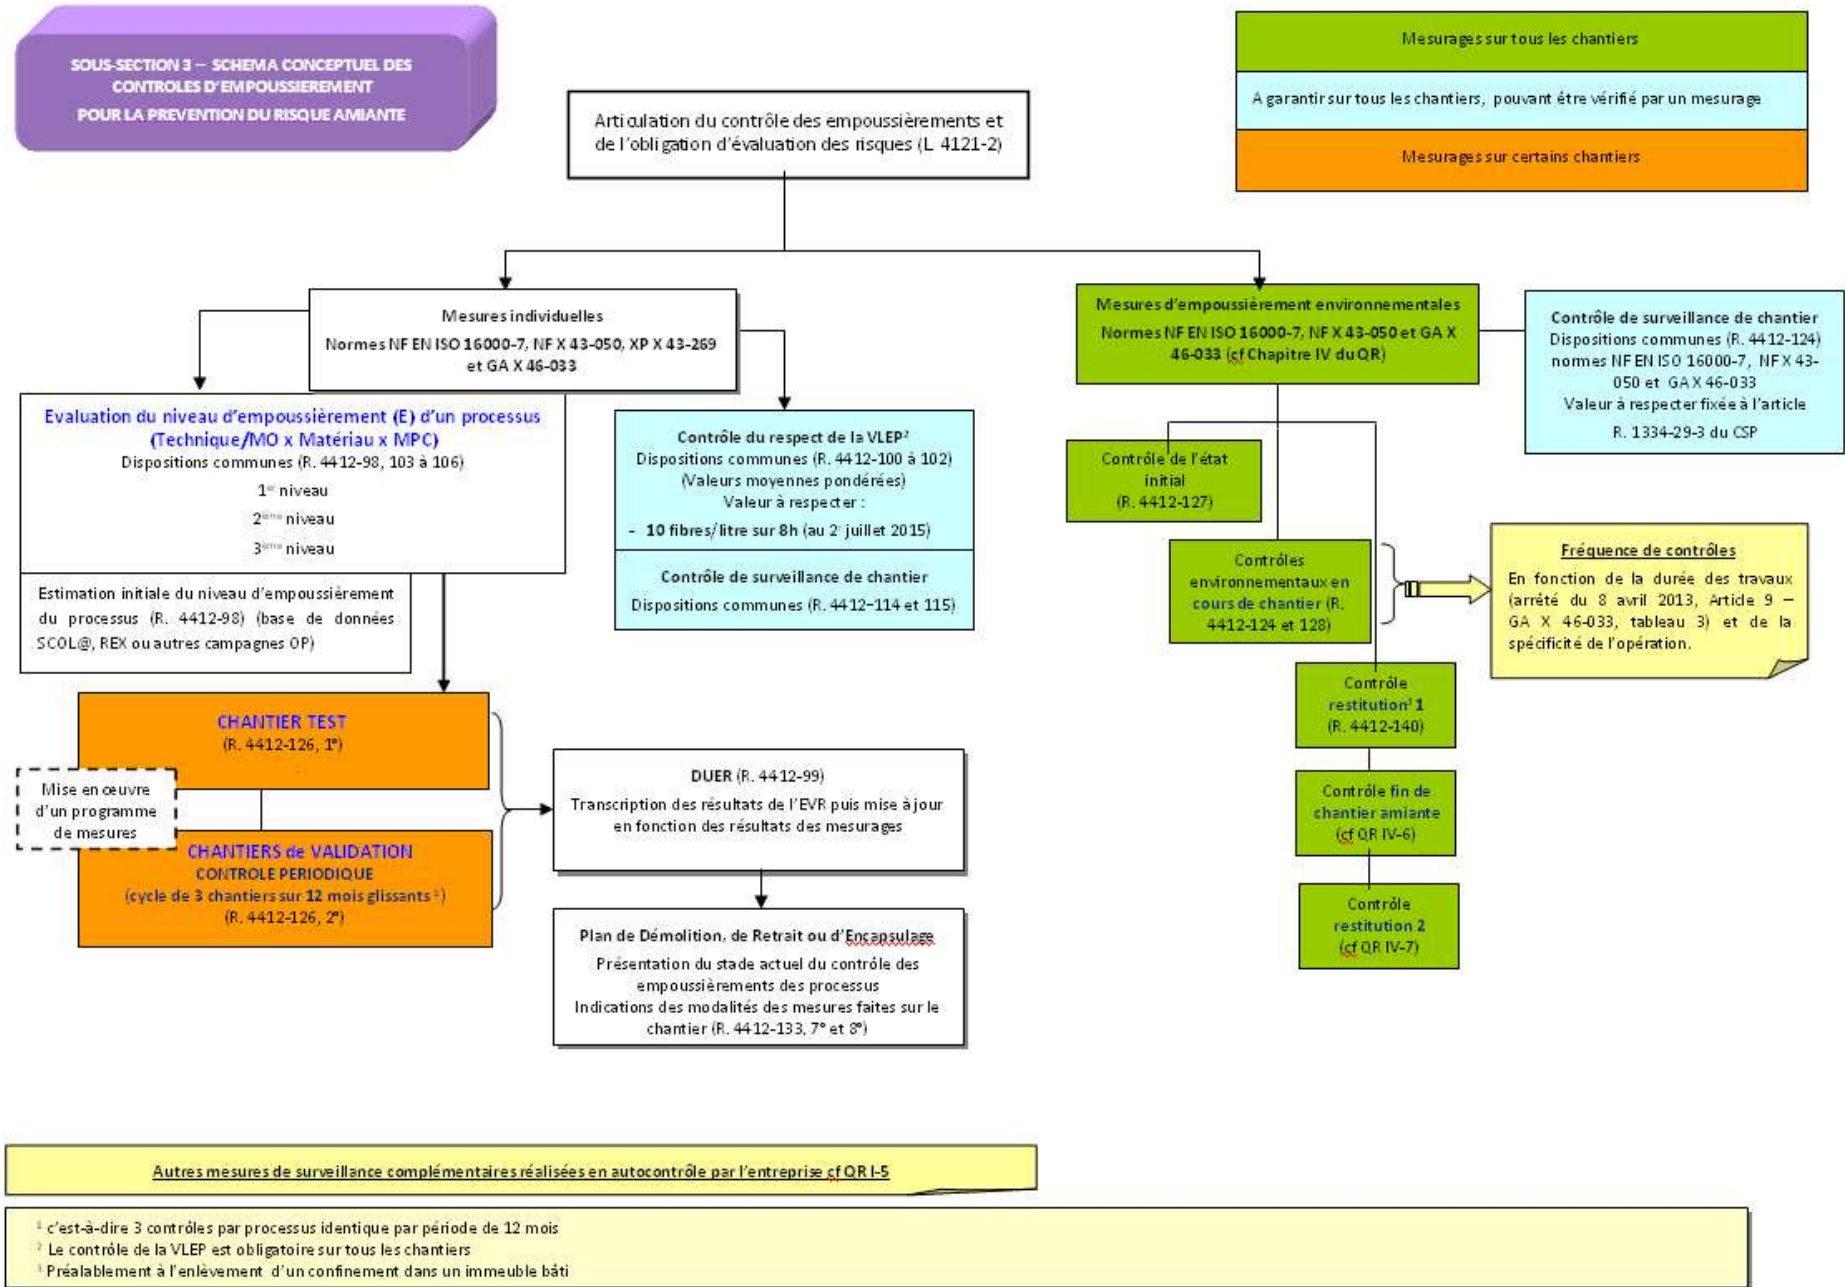 SOUS-SECTION 3 – SCHEMA CONCEPTUEL DES
CONTROLES D'EMPOUSSIEREMENT
POUR LA PREVENTION DU RISQUE AMIANTE
Mesurages sur tous les chantiers
A garantir sur tous les chantiers, pouvant être vérifié par un mesurage
Mesurages sur certains chantiers
Articulation du contrôle des empoussièrements et
de l'obligation d'évaluation des risques (L. 4121-2)
Mesures individuelles
Normes NF EN ISO 16000-7, NF X 43-050, XP X 43-269
et GA X 46-033
Evaluation du niveau d'empoussièrement (E) d'un processus
(Technique/MO x Matériau x MPC)
Dispositions communes (R. 4412-98, 103 à 106)
1er niveau
2ème niveau
3ème niveau
Estimation initiale du niveau d'empoussièrement
du processus (R. 4412-98) (base de données
SCOL@, REX ou autres campagnes OP)
Contrôle du respect de la VLEP²
Dispositions communes (R. 4412-100 à 102)
(Valeurs moyennes pondérées)
Valeur à respecter :
- 10 fibres/litre sur 8h (au 2 juillet 2015)
Contrôle de surveillance de chantier
Dispositions communes (R. 4412-114 et 115)
CHANTIER TEST
(R. 4412-126, 1°)
Mise en œuvre
d'un programme
de mesures
CHANTIERS de VALIDATION
CONTROLE PERIODIQUE
(cycle de 3 chantiers sur 12 mois glissants ¹)
(R. 4412-126, 2°)
DUER (R. 4412-99)
Transcription des résultats de l'EVR puis mise à jour
en fonction des résultats des mesurages
Plan de Démolition, de Retrait ou d'Encapsulage
Présentation du stade actuel du contrôle des
empoussièrements des processus
Indications des modalités des mesures faites sur le
chantier (R. 4412-133, 7° et 8°)
Mesures d'empoussièrement environnementales
Normes NF EN ISO 16000-7, NF X 43-050 et GA X
46-033 (cf Chapitre IV du QR)
Contrôle de surveillance de chantier
Dispositions communes (R. 4412-124)
normes NF EN ISO 16000-7, NF X 43-
050 et GA X 46-033
Valeur à respecter fixée à l'article
R. 1334-29-3 du CSP
Contrôle de l'état
initial
(R. 4412-127)
Contrôles
environnementaux en
cours de chantier (R.
4412-124 et 128)
Fréquence de contrôles
En fonction de la durée des travaux
(arrêté du 8 avril 2013, Article 9 –
GA X 46-033, tableau 3) et de la
spécificité de l'opération.
Contrôle
restitution³ 1
(R. 4412-140)
Contrôle fin de
chantier amiante
(cf QR IV-6)
Contrôle
restitution 2
(cf QR IV-7)
Autres mesures de surveillance complémentaires réalisées en autocontrôle par l'entreprise cf QR I-5
¹ c'est-à-dire 3 contrôles par processus identique par période de 12 mois
² Le contrôle de la VLEP est obligatoire sur tous les chantiers
³ Préalablement à l'enlèvement d'un confinement dans un immeuble bâti